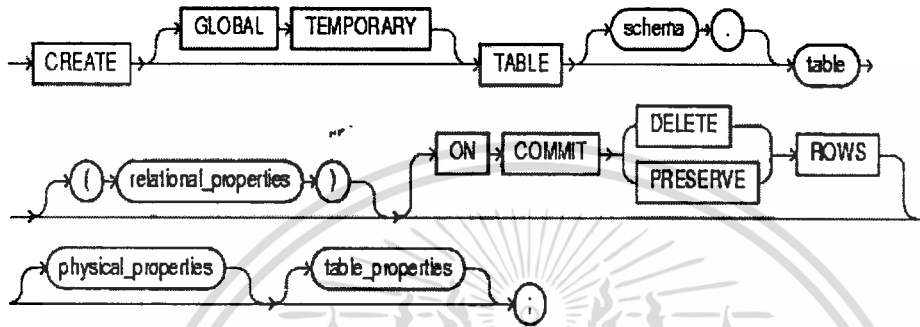 GLOBAL TEMPORARY schema .
CREATE TABLE table
DELETE
ON COMMIT ROWS
( relational_properties ) PRESERVE
physical_properties table_properties
;